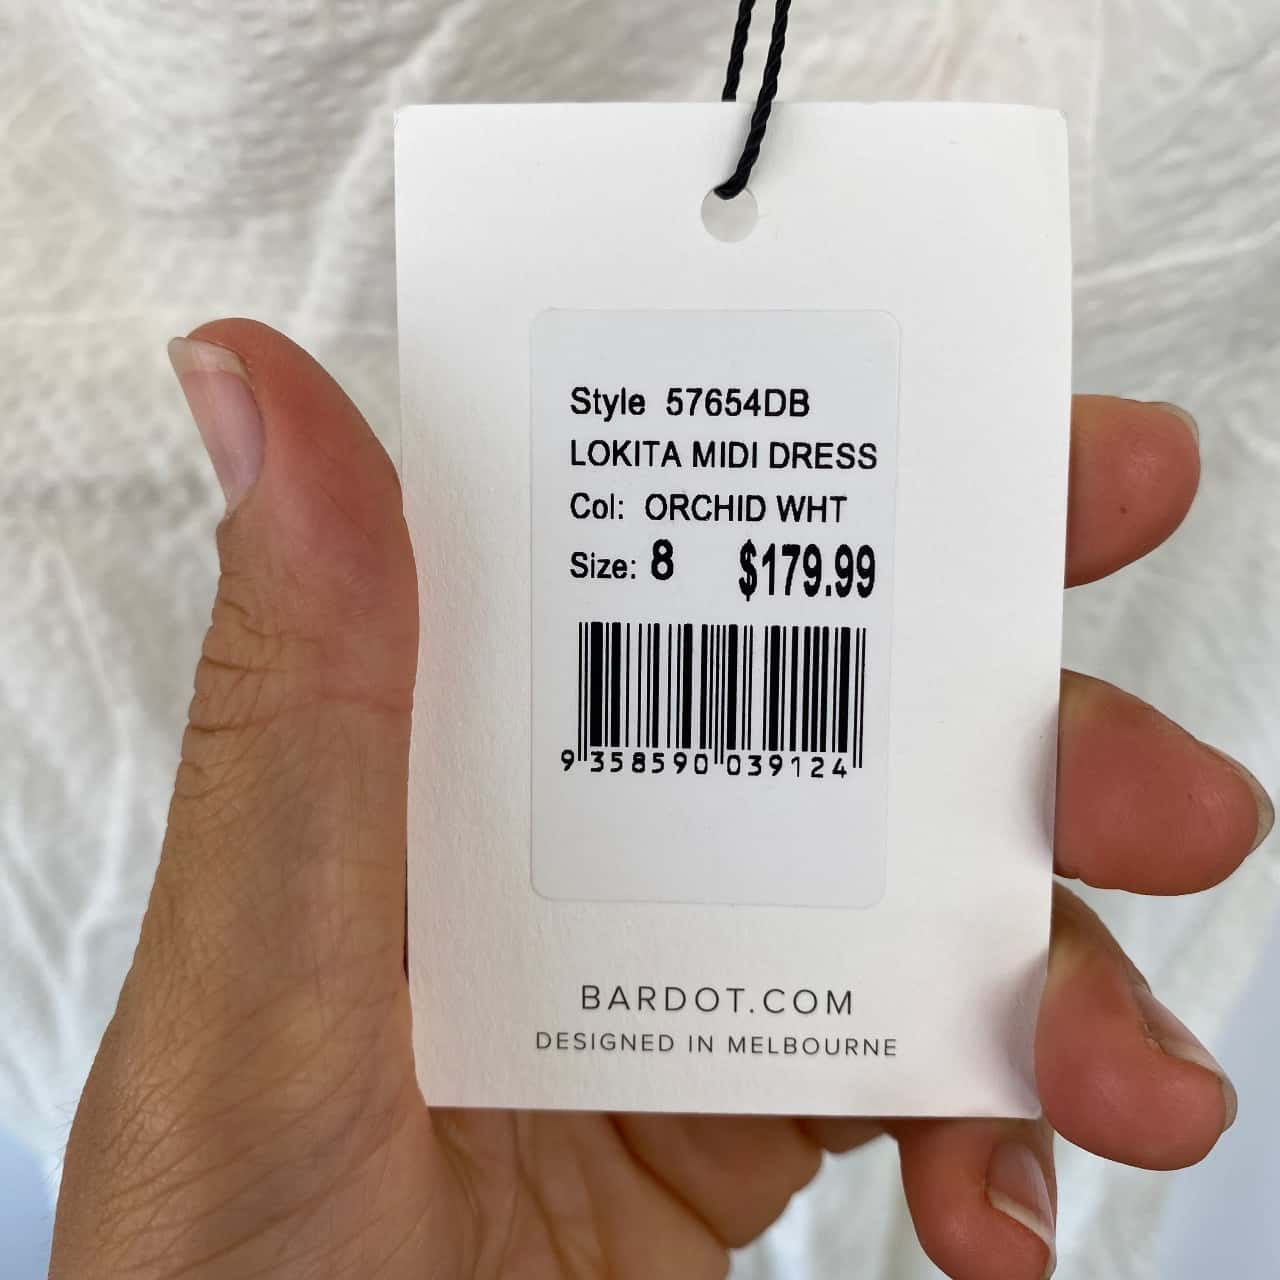 Style 57654DB
LOKITA MIDI DRESS
Col: ORCHID WHT
Size: 8 $179.99
9 358590 039124
BARDOT.COM
DESIGNED IN MELBOURNE